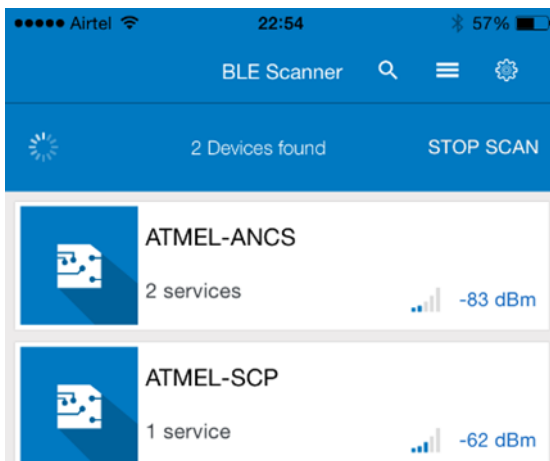 Airtel 22:54 57%
BLE Scanner
2 Devices found STOP SCAN
ATMEL-ANCS
2 services -83 dBm
ATMEL-SCP
1 service -62 dBm